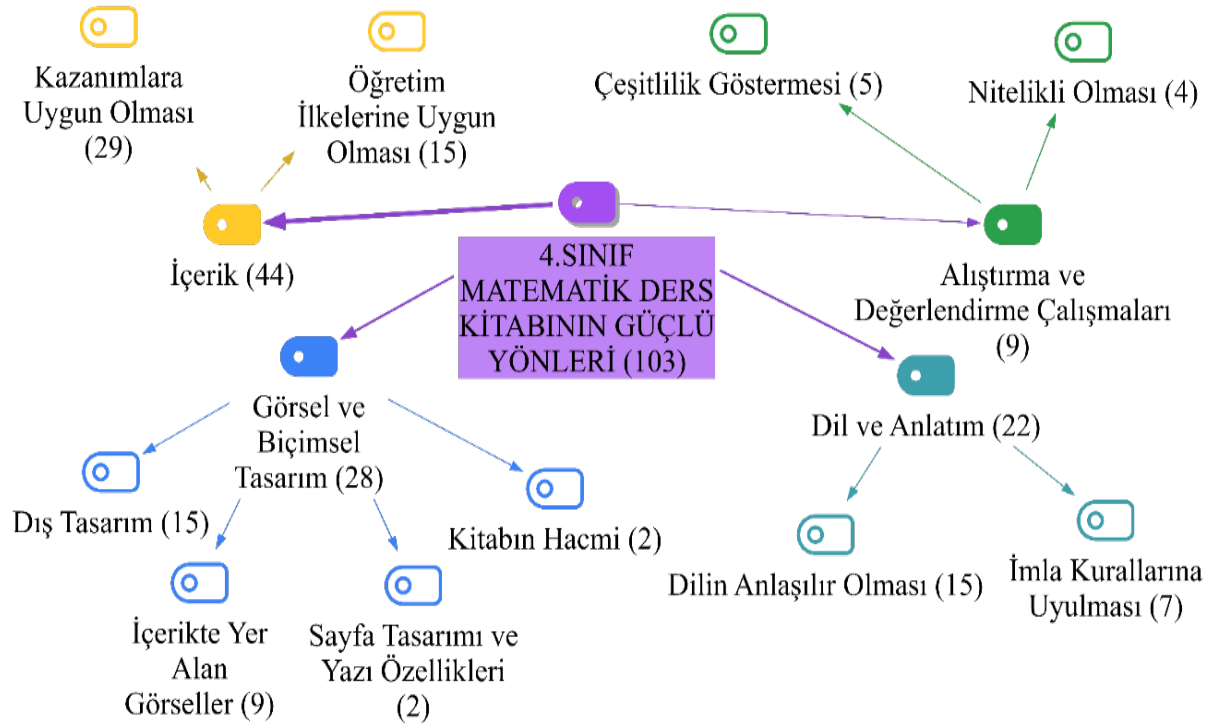 Kazanımlara
Uygun Olması
(29)
Öğretim
İlkelerine Uygun
Olması (15)
Çeşitlilik Göstermesi (5)
Nitelikli Olması (4)
İçerik (44)
4.SINIF
MATEMATİK DERS
KİTABININ GÜÇLÜ
YÖNLERİ (103)
Alıştırma ve
Değerlendirme Çalışmaları
(9)
Görsel ve
Biçimsel
Tasarım (28)
Dil ve Anlatım (22)
Dış Tasarım (15)
Kitabın Hacmi (2)
Dilin Anlaşılır Olması (15)
İmla Kurallarına
Uyulması (7)
İçerikte Yer
Alan
Görseller (9)
Sayfa Tasarımı ve
Yazı Özellikleri
(2)